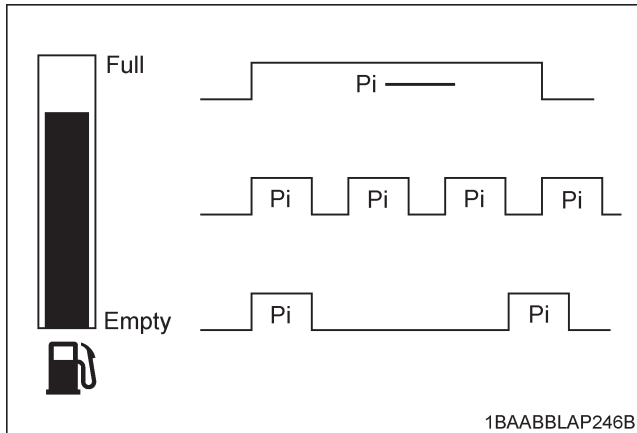 Full
Pi
Pi Pi Pi Pi
Empty
Pi Pi
1BAABBLAP246B